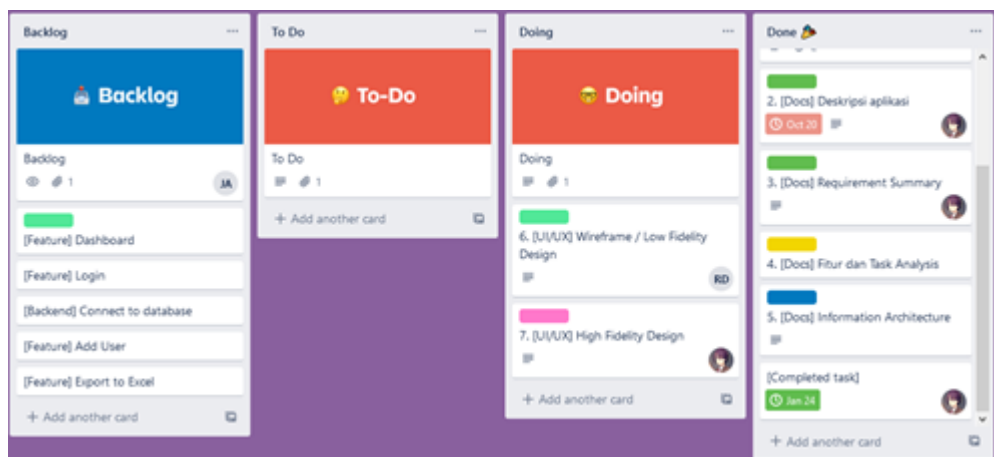 Backlog
Backlog
Backlog
1
JA
[Feature] Dashboard
[Feature] Login
[Backend] Connect to database
[Feature] Add User
[Feature] Export to Excel
+ Add another card
To Do
To-Do
To Do
1
+ Add another card
Doing
Doing
Doing
1
6. [UI/UX] Wireframe / Low Fidelity
Design
RD
7. [UI/UX] High Fidelity Design
+ Add another card
Done
2. [Docs] Deskripsi aplikasi
Oct 20
3. [Docs] Requirement Summary
4. [Docs] Fitur dan Task Analysis
5. [Docs] Information Architecture
[Completed task]
Jan 24
+ Add another card